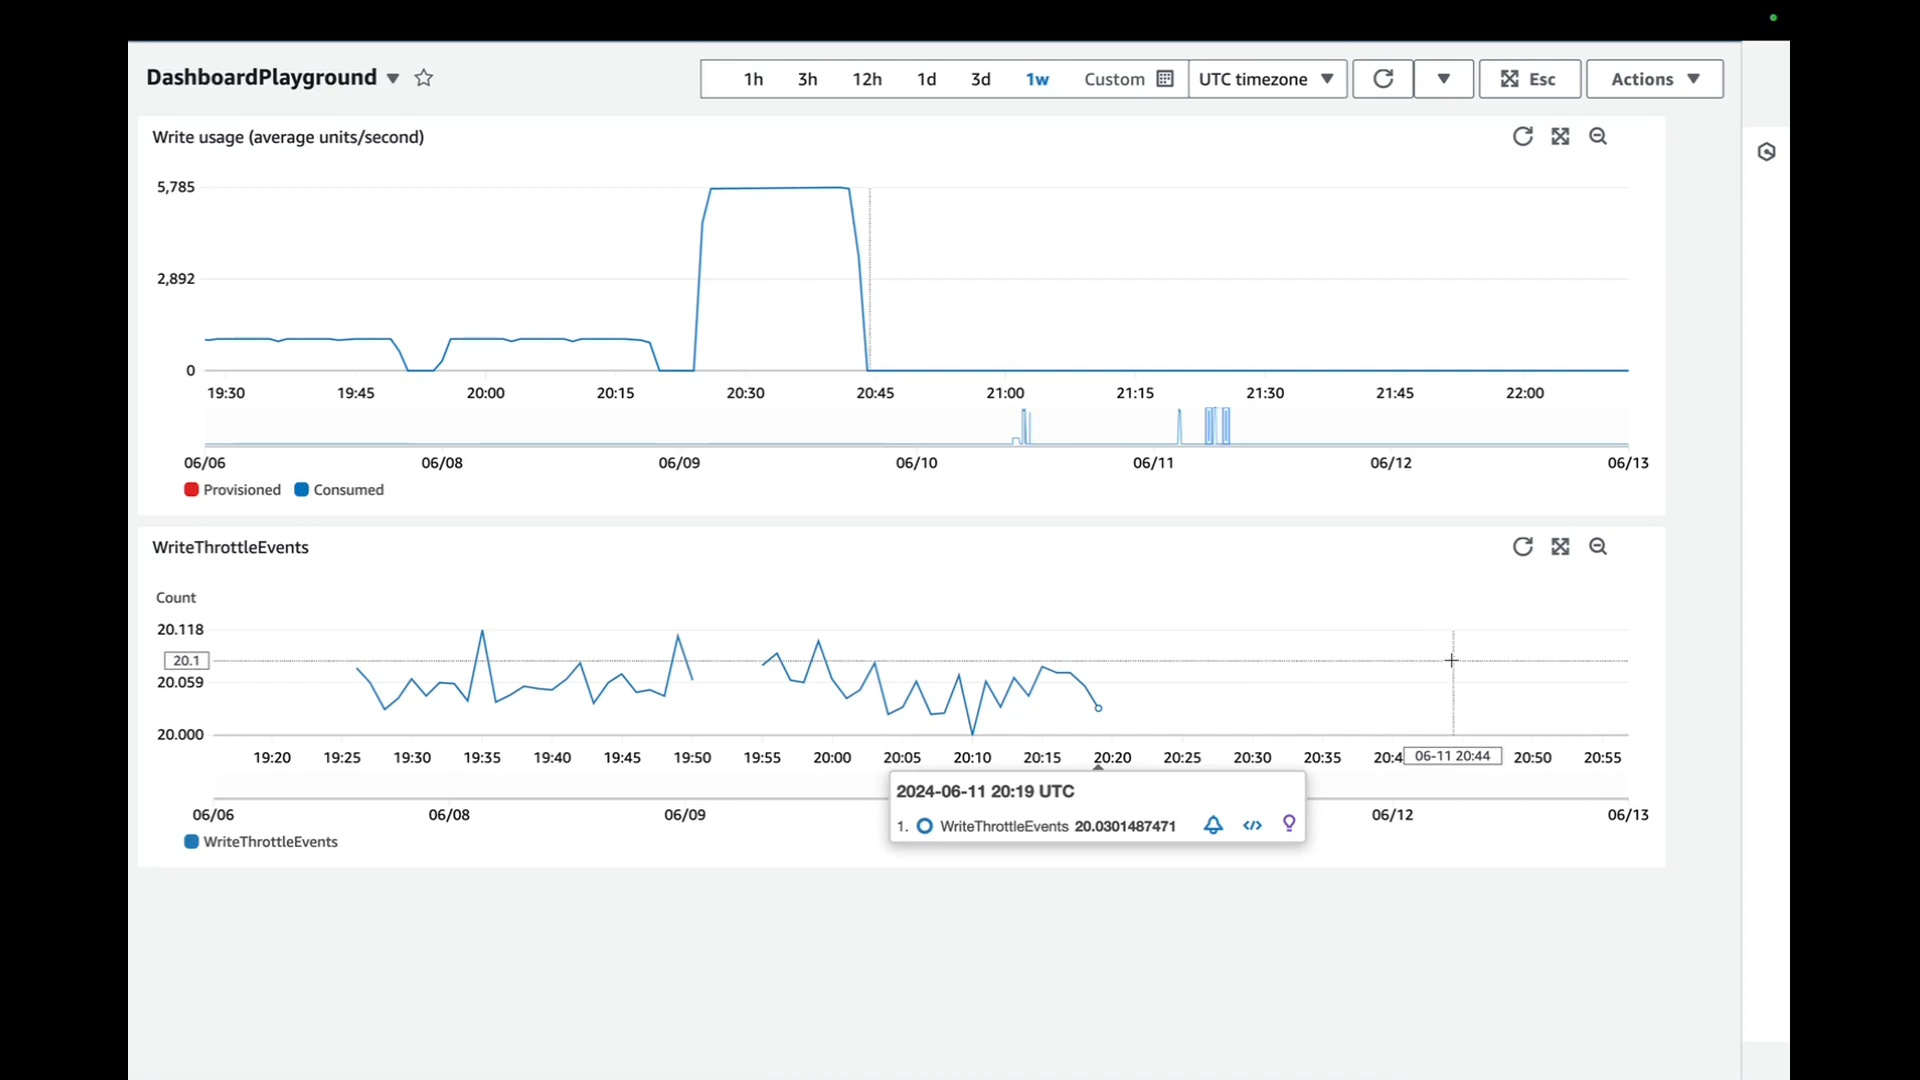 DashboardPlayground
1h 3h 12h 1d 3d 1w Custom UTC timezone Esc Actions
Write usage (average units/second)
5,785
2,892
0
19:30 19:45 20:00 20:15 20:30 20:45 21:00 21:15 21:30 21:45 22:00
06/06 06/08 06/09 06/10 06/11 06/12 06/13
Provisioned Consumed
WriteThrottleEvents
Count
20.118
20.1
20.059
20.000
19:20 19:25 19:30 19:35 19:40 19:45 19:50 19:55 20:00 20:05 20:10 20:15 20:20 20:25 20:30 20:35 20:4 06-11 20:44 20:50 20:55
2024-06-11 20:19 UTC
06/06 06/08 06/09 06/12 06/13
1. WriteThrottleEvents 20.0301487471
WriteThrottleEvents